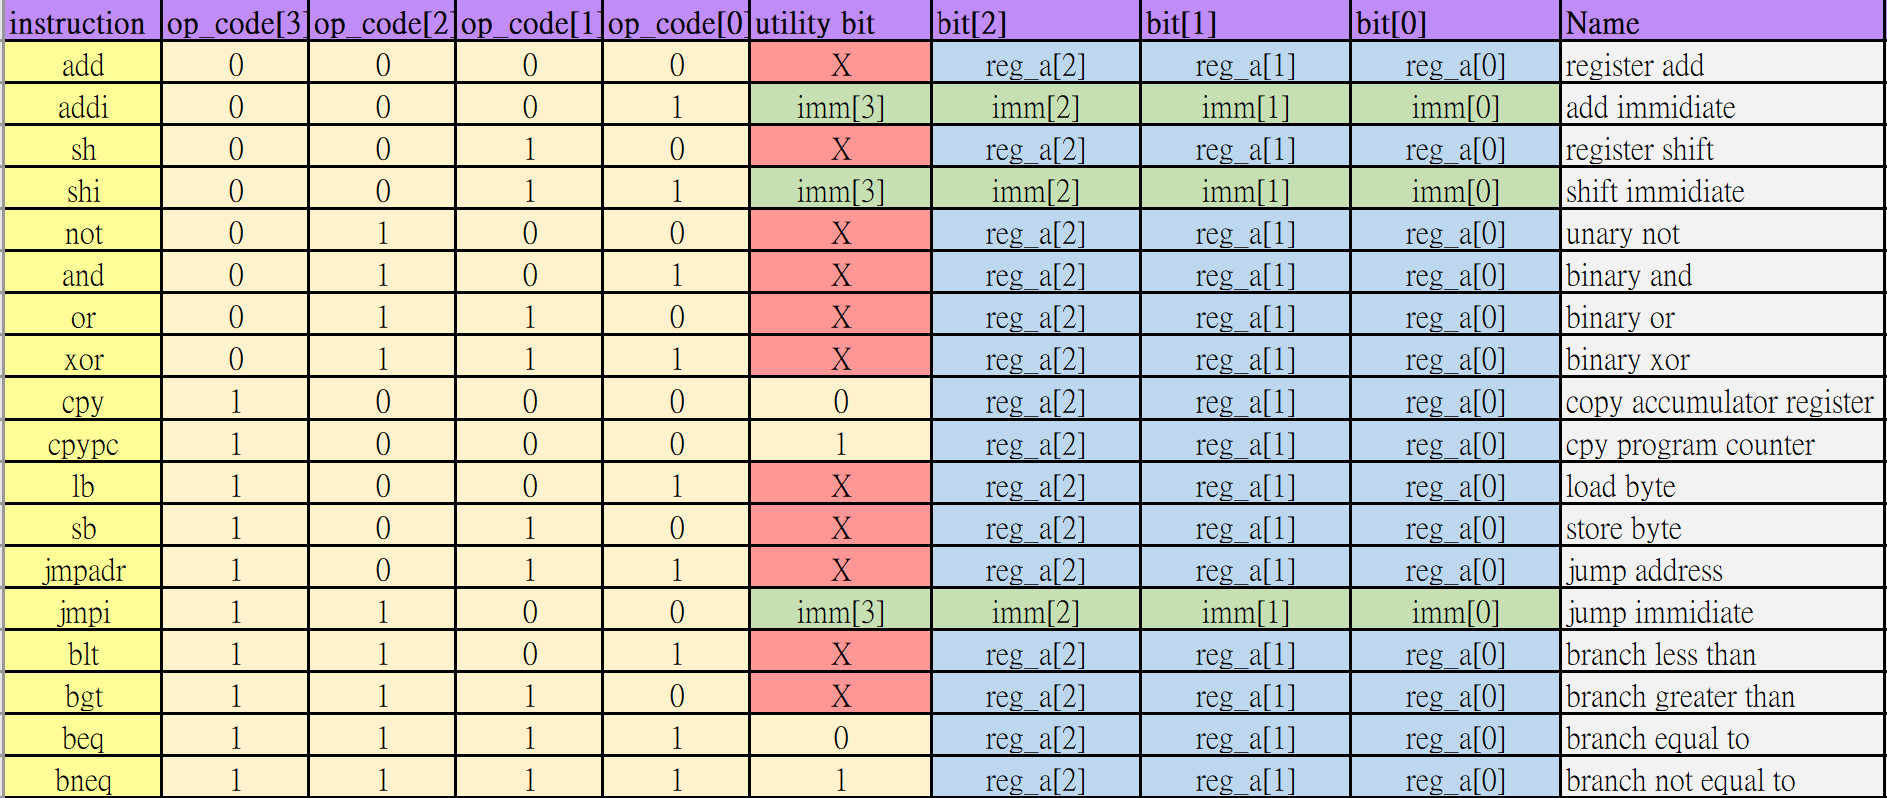 instruction op_code[3] op_code[2] op_code[1] op_code[0] utility bit bit[2] bit[1] bit[0] Name
add 0 0 0 0 X reg_a[2] reg_a[1] reg_a[0] register add
addi 0 0 0 1 imm[3] imm[2] imm[1] imm[0] add immidiate
sh 0 0 1 0 X reg_a[2] reg_a[1] reg_a[0] register shift
shi 0 0 1 1 imm[3] imm[2] imm[1] imm[0] shift immidiate
not 0 1 0 0 X reg_a[2] reg_a[1] reg_a[0] unary not
and 0 1 0 1 X reg_a[2] reg_a[1] reg_a[0] binary and
or 0 1 1 0 X reg_a[2] reg_a[1] reg_a[0] binary or
xor 0 1 1 1 X reg_a[2] reg_a[1] reg_a[0] binary xor
cpy 1 0 0 0 0 reg_a[2] reg_a[1] reg_a[0] copy accumulator register
cpypc 1 0 0 0 1 reg_a[2] reg_a[1] reg_a[0] cpy program counter
lb 1 0 0 1 X reg_a[2] reg_a[1] reg_a[0] load byte
sb 1 0 1 0 X reg_a[2] reg_a[1] reg_a[0] store byte
jmpadr 1 0 1 1 X reg_a[2] reg_a[1] reg_a[0] jump address
jmpi 1 1 0 0 imm[3] imm[2] imm[1] imm[0] jump immidiate
blt 1 1 0 1 X reg_a[2] reg_a[1] reg_a[0] branch less than
bgt 1 1 1 0 X reg_a[2] reg_a[1] reg_a[0] branch greater than
beq 1 1 1 1 0 reg_a[2] reg_a[1] reg_a[0] branch equal to
bneq 1 1 1 1 1 reg_a[2] reg_a[1] reg_a[0] branch not equal to